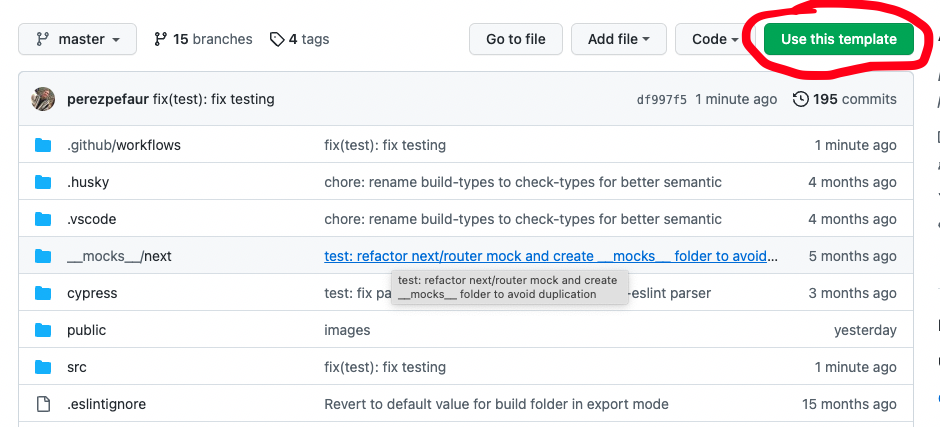 master 15 branches 4 tags Go to file Add file Code Use this template
perezpefaur fix(test): fix testing df997f5 1 minute ago 195 commits
.github/workflows fix(test): fix testing 1 minute ago
.husky chore: rename build-types to check-types for better semantic 4 months ago
.vscode chore: rename build-types to check-types for better semantic 4 months ago
__mocks__/next test: refactor next/router mock and create __mocks__ folder to avoid... 5 months ago
test: refactor next/router mock and create
__mocks__ folder to avoid duplication
cypress test: fix pa -eslint parser 3 months ago
public images yesterday
src fix(test): fix testing 1 minute ago
.eslintignore Revert to default value for build folder in export mode 15 months ago